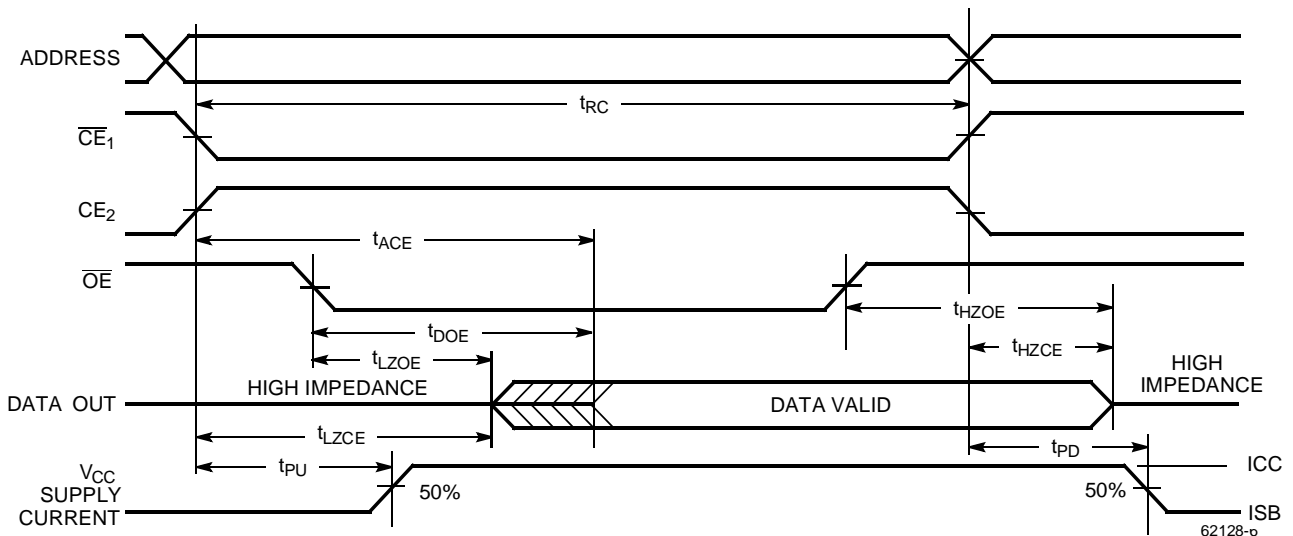 ADDRESS
tRC
CE1
CE2
tACE
OE
tHZOE
tDOE
tLZOE
tHZCE
HIGH IMPEDANCE
HIGH
IMPEDANCE
DATA OUT
DATA VALID
tLZCE
tPD
tPU
VCC
SUPPLY
CURRENT
50%
50%
ICC
ISB
62128-p